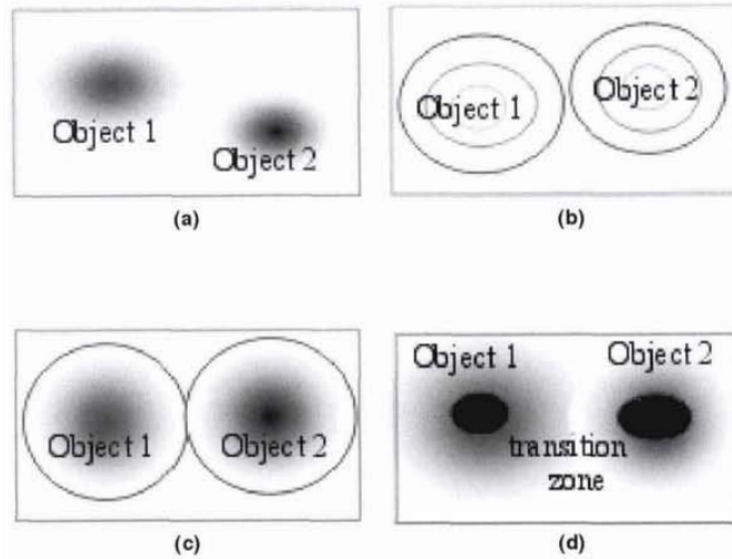 Object 1
Object 2
(a)
Object 1
Object 2
(b)
Object 1
Object 2
(c)
Object 1
Object 2
transition
zone
(d)